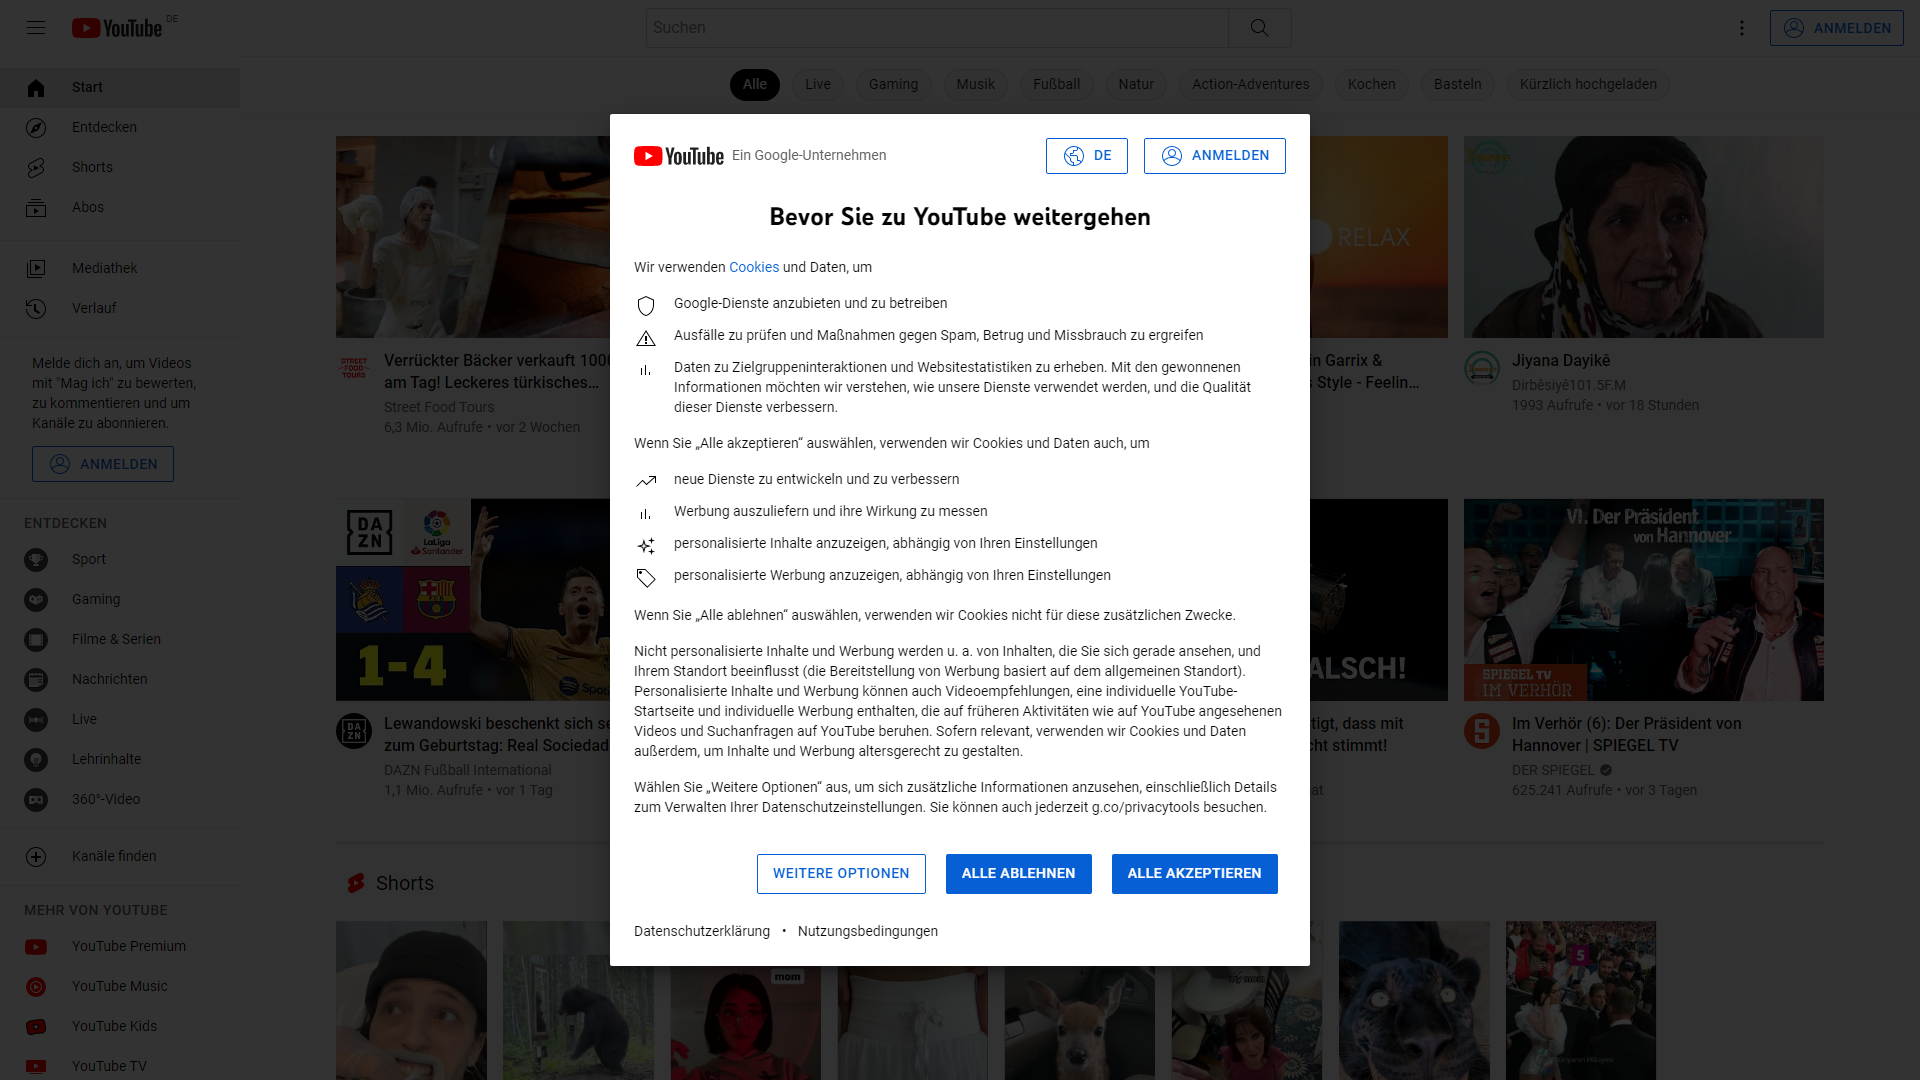 YouTube DE
Suchen
ANMELDEN
Alle
Live
Gaming
Musik
Fußball
Natur
Action-Adventures
Kochen
Basteln
Kürzlich hochgeladen
Start
Entdecken
Shorts
Abos
Mediathek
Verlauf
Melde dich an, um Videos
mit "Mag ich" zu bewerten,
zu kommentieren und um
Kanäle zu abonnieren.
ANMELDEN
ENTDECKEN
Sport
Gaming
Filme & Serien
Nachrichten
Live
Lehrinhalte
360°-Video
Kanäle finden
MEHR VON YOUTUBE
YouTube Premium
YouTube Music
YouTube Kids
YouTube TV
STREET
FOOD
TOURS
Verrückter Bäcker verkauft 1000
am Tag! Leckeres türkisches…
Street Food Tours
6,3 Mio. Aufrufe • vor 2 Wochen
YouTube Ein Google-Unternehmen
DE
ANMELDEN
Bevor Sie zu YouTube weitergehen
Wir verwenden Cookies und Daten, um
Google-Dienste anzubieten und zu betreiben
Ausfälle zu prüfen und Maßnahmen gegen Spam, Betrug und Missbrauch zu ergreifen
Daten zu Zielgruppeninteraktionen und Websitestatistiken zu erheben. Mit den gewonnenen
Informationen möchten wir verstehen, wie unsere Dienste verwendet werden, und die Qualität
dieser Dienste verbessern.
Wenn Sie „Alle akzeptieren“ auswählen, verwenden wir Cookies und Daten auch, um
neue Dienste zu entwickeln und zu verbessern
Werbung auszuliefern und ihre Wirkung zu messen
personalisierte Inhalte anzuzeigen, abhängig von Ihren Einstellungen
personalisierte Werbung anzuzeigen, abhängig von Ihren Einstellungen
Wenn Sie „Alle ablehnen“ auswählen, verwenden wir Cookies nicht für diese zusätzlichen Zwecke.
Nicht personalisierte Inhalte und Werbung werden u. a. von Inhalten, die Sie sich gerade ansehen, und
Ihrem Standort beeinflusst (die Bereitstellung von Werbung basiert auf dem allgemeinen Standort).
Personalisierte Inhalte und Werbung können auch Videoempfehlungen, eine individuelle YouTube-
Startseite und individuelle Werbung enthalten, die auf früheren Aktivitäten wie auf YouTube angesehenen
Videos und Suchanfragen auf YouTube beruhen. Sofern relevant, verwenden wir Cookies und Daten
außerdem, um Inhalte und Werbung altersgerecht zu gestalten.
Wählen Sie „Weitere Optionen“ aus, um sich zusätzliche Informationen anzusehen, einschließlich Details
zum Verwalten Ihrer Datenschutzeinstellungen. Sie können auch jederzeit g.co/privacytools besuchen.
WEITERE OPTIONEN
ALLE ABLEHNEN
ALLE AKZEPTIEREN
Datenschutzerklärung • Nutzungsbedingungen
RELAX
in Garrix &
s Style - Feelin…
Jiyana Dayikê
Dirbêsiyê101.5F.M
1993 Aufrufe • vor 18 Stunden
DA
ZN
LaLiga
Santander
1-4
DA
ZN
Lewandowski beschenkt sich se
zum Geburtstag: Real Sociedad
DAZN Fußball International
1,1 Mio. Aufrufe • vor 1 Tag
ALSCH!
tigt, dass mit
cht stimmt!
at
VI. Der Präsident
von Hannover
SPIEGEL TV
IM VERHÖR
Im Verhör (6): Der Präsident von
Hannover | SPIEGEL TV
DER SPIEGEL
625.241 Aufrufe • vor 3 Tagen
Shorts
mom
5